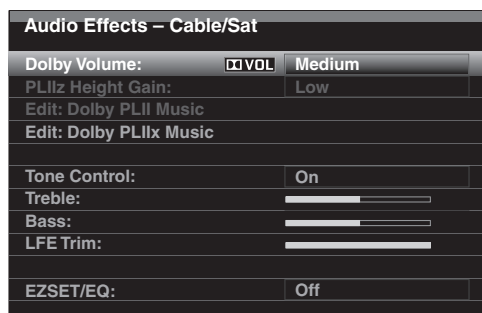 Audio Effects – Cable/Sat
Dolby Volume: VOL Medium
PLIIz Height Gain: Low
Edit: Dolby PLII Music
Edit: Dolby PLIIx Music
Tone Control: On
Treble:
Bass:
LFE Trim:
EZSET/EQ: Off